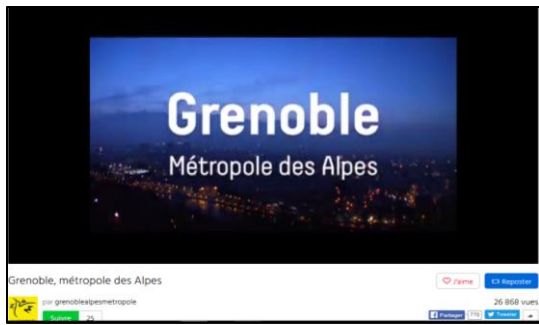 Grenoble
Métropole des Alpes
Grenoble, métropole des Alpes
J'aime
Reposter
par grenoblealpesmetropole
26 868 vues
Suivre 25
Partager 770 Tweeter